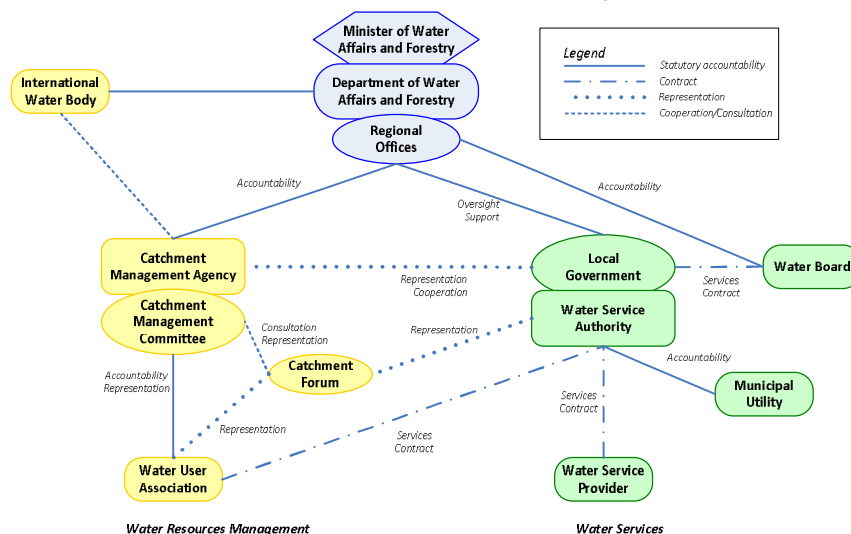 Minister of Water
Affairs and Forestry
Legend
Statutory accountability
Contract
Representation
Cooperation/Consultation
International
Water Body
Department of Water
Affairs and Forestry
Regional
Offices
Accountability
Accountability
Oversight
Support
Catchment
Management Agency
Local
Government
Water Board
Representation
Cooperation
Services
Contract
Catchment
Management
Committee
Consultation
Representation
Representation
Water Service
Authority
Catchment
Forum
Accountability
Accountability
Representation
Municipal
Utility
Services
Contract
Representation
Services
Contract
Water User
Association
Water Service
Provider
Water Resources Management
Water Services